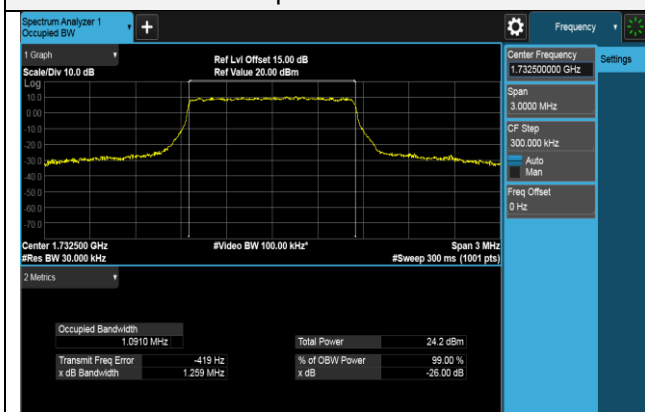 Spectrum Analyzer 1
Occupied BW
+
Frequency
1 Graph
Scale/Div 10.0 dB
Ref Lvl Offset 15.00 dB
Ref Value 20.00 dBm
Log
10.0
0.00
-10.0
-20.0
-30.0
-40.0
-50.0
-60.0
-70.0
Center 1.732500 GHz
#Res BW 30.000 kHz
#Video BW 100.00 kHz*
Span 3 MHz
#Sweep 300 ms (1001 pts)
Center Frequency
1.732500000 GHz
Settings
Span
3.0000 MHz
CF Step
300.000 kHz
Auto
Man
Freq Offset
0 Hz
2 Metrics
Occupied Bandwidth
1.0910 MHz
Total Power 24.2 dBm
Transmit Freq Error -419 Hz
% of OBW Power 99.00 %
x dB Bandwidth 1.259 MHz
x dB -26.00 dB